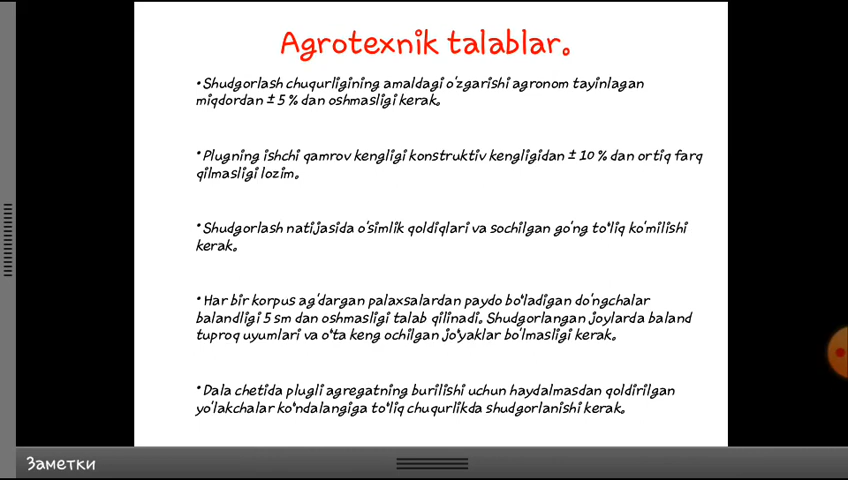 Agrotexnik talablar.
• Shudgorlash chuqurligining amaldagi o'zgarishi agronom tayinlagan
miqdordan ± 5 % dan oshmasligi kerak.
• Plugning ishchi qamrov kengligi konstruktiv kengligidan ± 10 % dan ortiq farq
qilmasligi lozim.
• Shudgorlash natijasida o'simlik qoldiqlari va sochilgan go'ng to'liq ko'milishi
kerak.
• Har bir korpus ag'dargan palaxsalardan paydo bo'ladigan do'ngchalar
balandligi 5 sm dan oshmasligi talab qilinadi. Shudgorlangan joylarda baland
tuproq uyumlari va o'ta keng ochilgan jo'yaklar bo'lmasligi kerak.
• Dala chetida plugli agregatning burilishi uchun haydalmasdan qoldirilgan
yo'lakchalar ko'ndalangiga to'liq chuqurlikda shudgorlanishi kerak.
Заметки